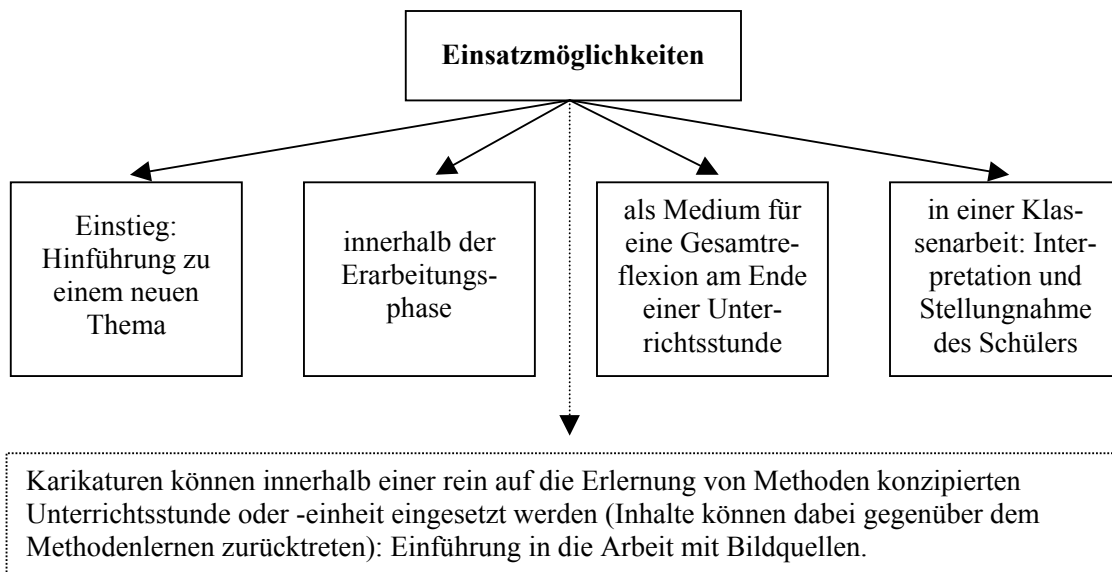 Einsatzmöglichkeiten
Einstieg:
Hinführung zu
einem neuen
Thema
innerhalb der
Erarbeitungs-
phase
als Medium für
eine Gesamtre-
flexion am Ende
einer Unter-
richtsstunde
in einer Klas-
senarbeit: Inter-
pretation und
Stellungnahme
des Schülers
Karikaturen können innerhalb einer rein auf die Erlernung von Methoden konzipierten
Unterrichtsstunde oder -einheit eingesetzt werden (Inhalte können dabei gegenüber dem
Methodenlernen zurücktreten): Einführung in die Arbeit mit Bildquellen.